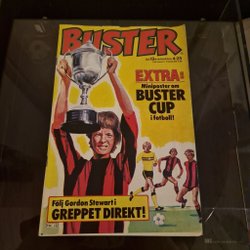 BUSTER
EXTRA!
Miniposter om
BUSTER
CUP
i fotboll!
Följ Gordon Stewart i
GREPPET DIREKT!